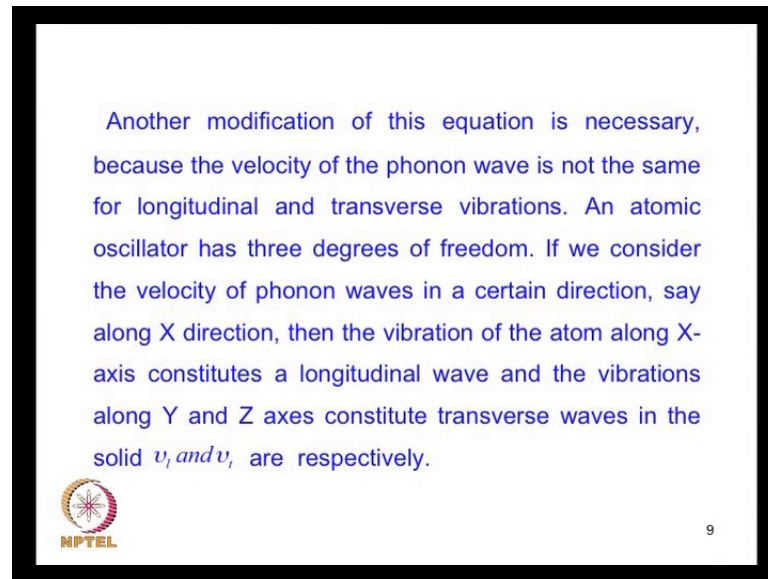 Another modification of this equation is necessary,
because the velocity of the phonon wave is not the same
for longitudinal and transverse vibrations. An atomic
oscillator has three degrees of freedom. If we consider
the velocity of phonon waves in a certain direction, say
along X direction, then the vibration of the atom along X-
axis constitutes a longitudinal wave and the vibrations
along Y and Z axes constitute transverse waves in the
solid υₗ and υₜ are respectively.
NPTEL
9